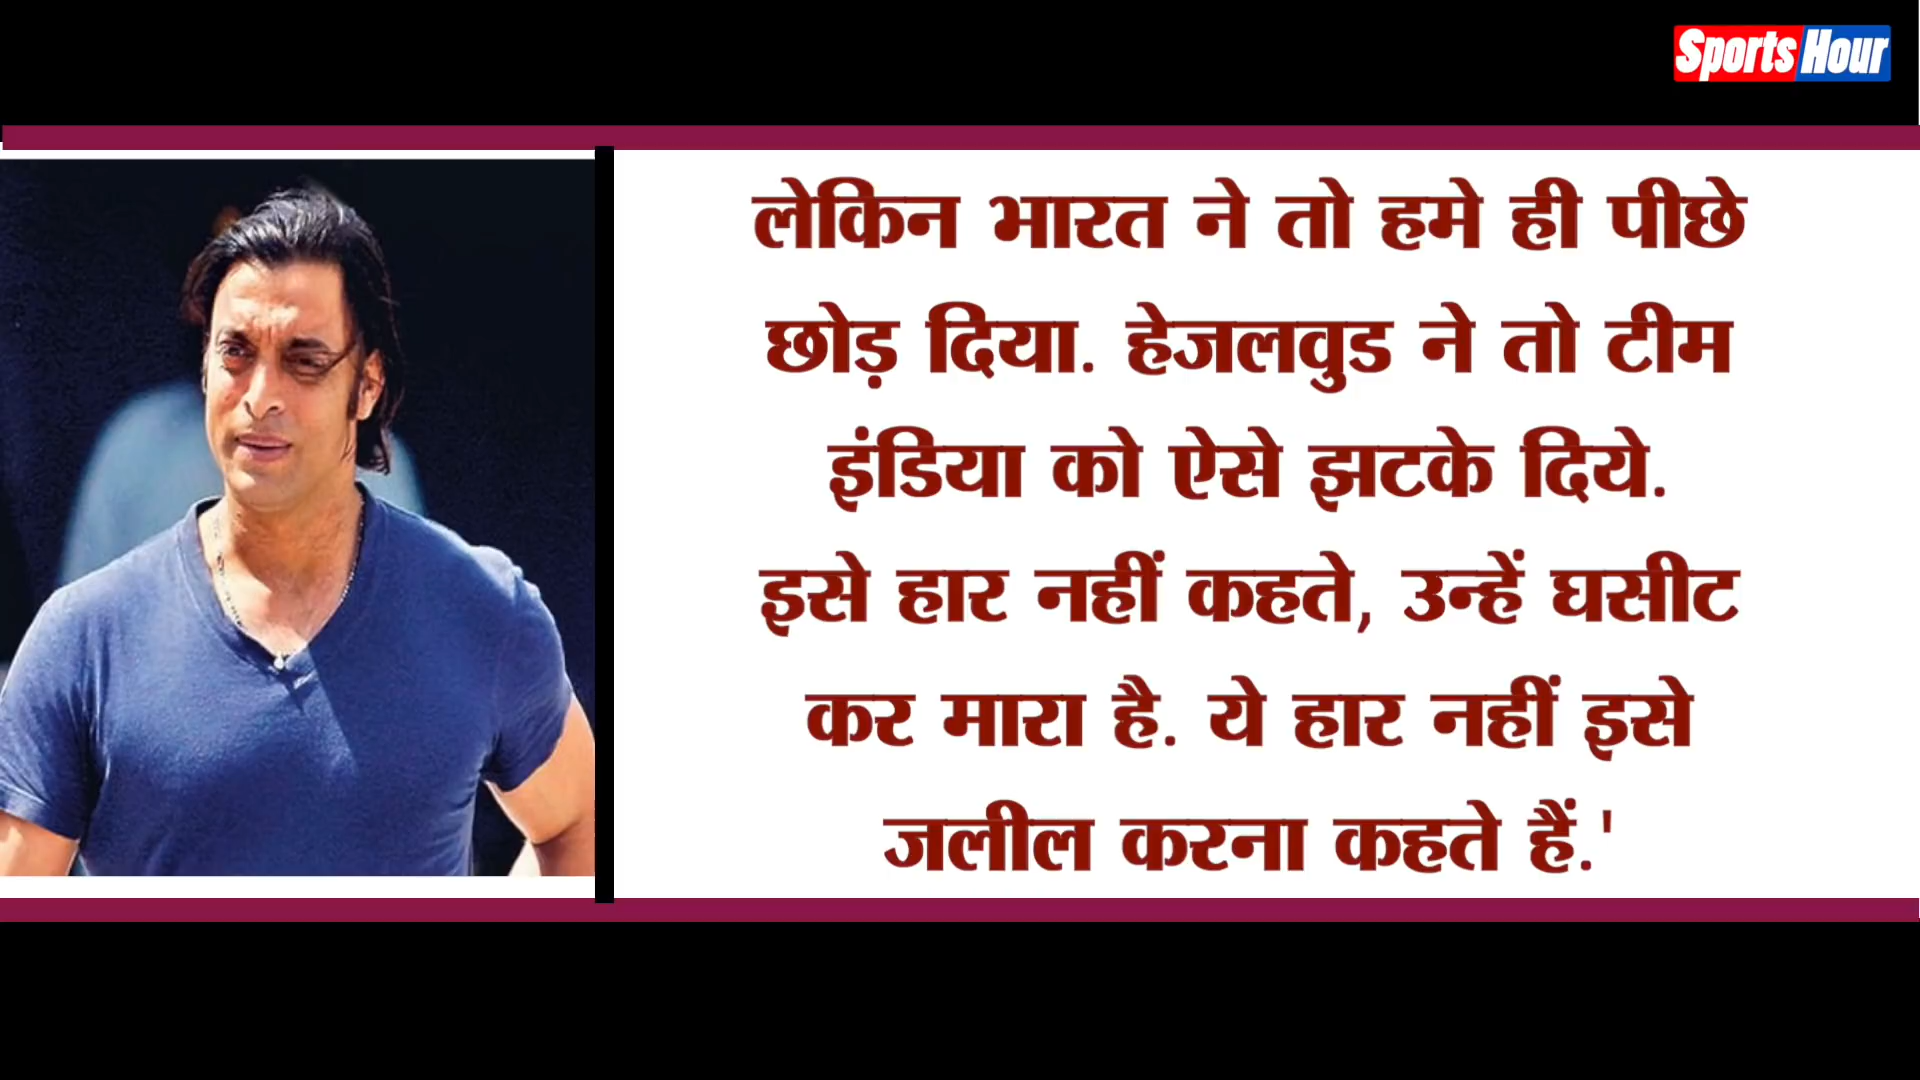 Sports Hour
लेकिन भारत ने तो हमे ही पीछे
छोड़ दिया. हेजलवुड ने तो टीम
इंडिया को ऐसे झटके दिये.
इसे हार नहीं कहते, उन्हें घसीट
कर मारा है. ये हार नहीं इसे
जलील करना कहते हैं.'